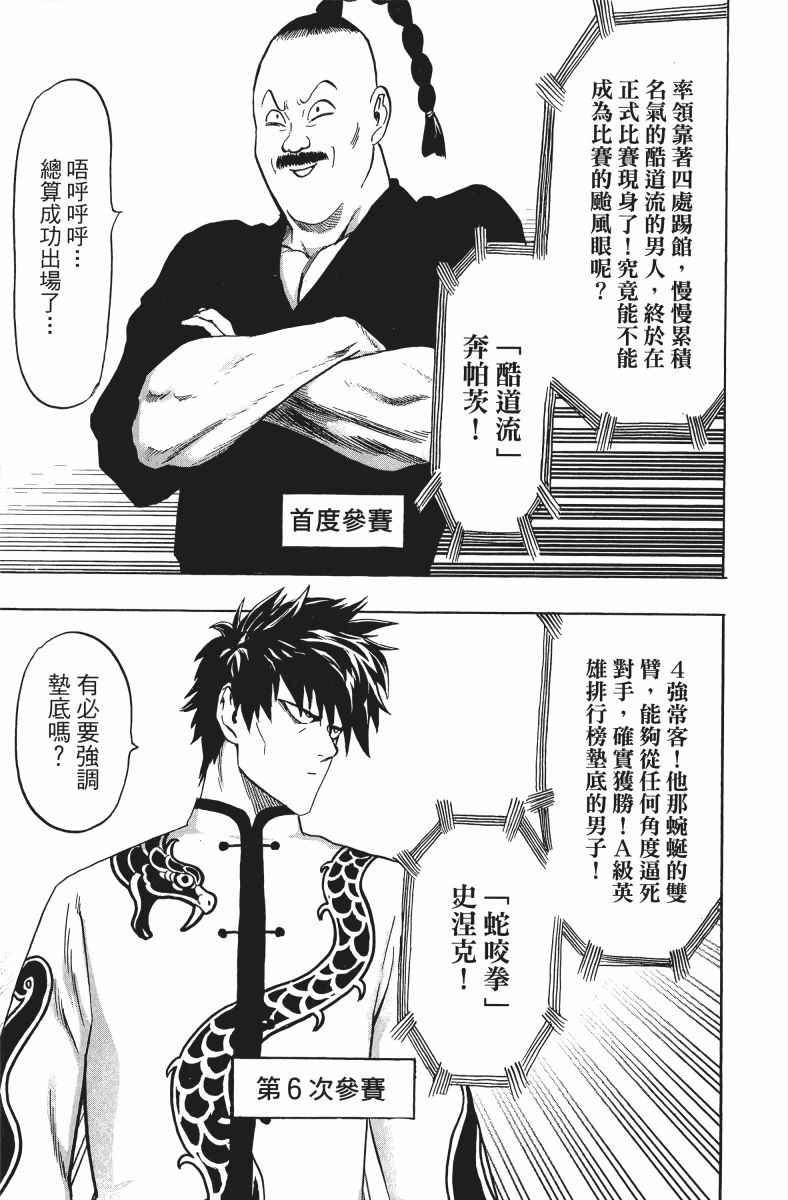 率領靠著四處踢館，慢慢累積
名氣的酷道流的男人，終於在
正式比賽現身了！究竟能不能
成為比賽的颱風眼呢？
「酷道流」
奔帕茨！
唔呼呼呼…
總算成功出場了…
首度參賽
4強常客！他那蜿蜒的雙
臂，能夠從任何角度逼死
對手，確實獲勝！A級英
雄排行榜墊底的男子！
「蛇咬拳」
史涅克！
有必要強調
墊底嗎？
第6次參賽